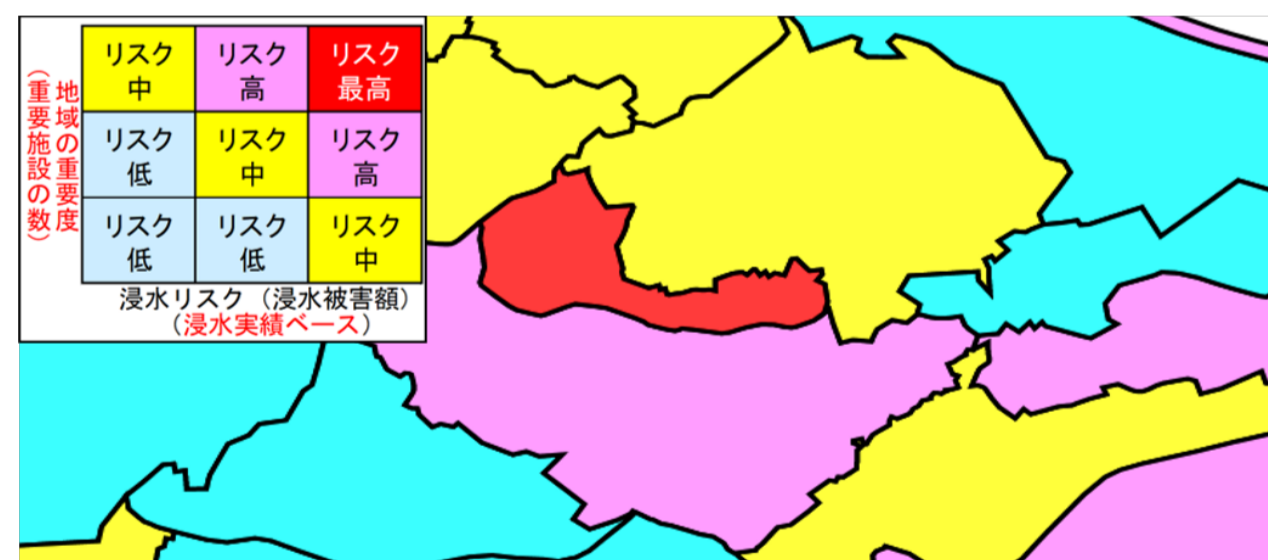 リスク
中
リスク
高
リスク
最高
リスク
低
リスク
中
リスク
高
リスク
低
リスク
低
リスク
中
地域の重要度
（重要施設の数）
浸水リスク（浸水被害額）
（浸水実績ベース）